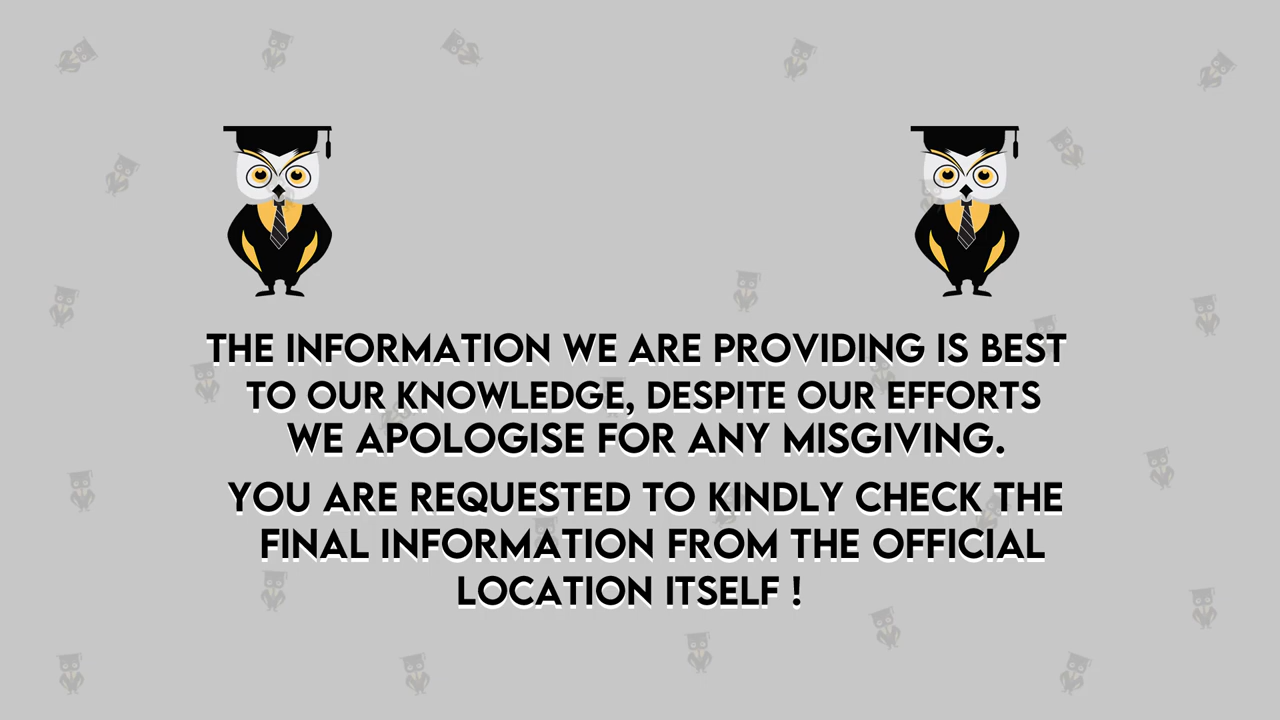 THE INFORMATION WE ARE PROVIDING IS BEST
TO OUR KNOWLEDGE, DESPITE OUR EFFORTS
WE APOLOGISE FOR ANY MISGIVING.
YOU ARE REQUESTED TO KINDLY CHECK THE
FINAL INFORMATION FROM THE OFFICIAL
LOCATION ITSELF !